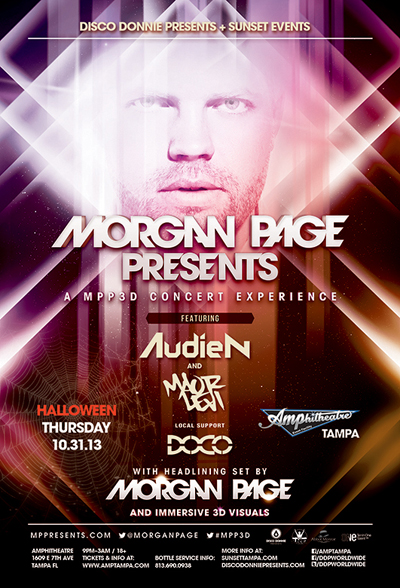 DISCO DONNIE PRESENTS + SUNSET EVENTS
MORGAN PAGE
PRESENTS
A MPP3D CONCERT EXPERIENCE
FEATURING
AUDIEN
AND
MAOR LEVI
LOCAL SUPPORT
DOCO
HALLOWEEN
THURSDAY
10.31.13
Amphitheatre
TAMPA
WITH HEADLINING SET BY
MORGAN PAGE
AND IMMERSIVE 3D VISUALS
MPPRESENTS.COM @MORGANPAGE #MPP3D
DISCO DONNIE
AMPHITHEATRE
1609 E 7TH AVE
TAMPA FL
9PM-3AM / 18+
TICKETS & INFO AT:
WWW.AMPTAMPA.COM
BOTTLE SERVICE INFO:
813.690.0938
MORE INFO AT:
SUNSETTAMPA.COM
DISCODONNIEPRESENTS.COM
/AMPTAMPA
/DDPWORLDWIDE
/DDPWORLDWIDE